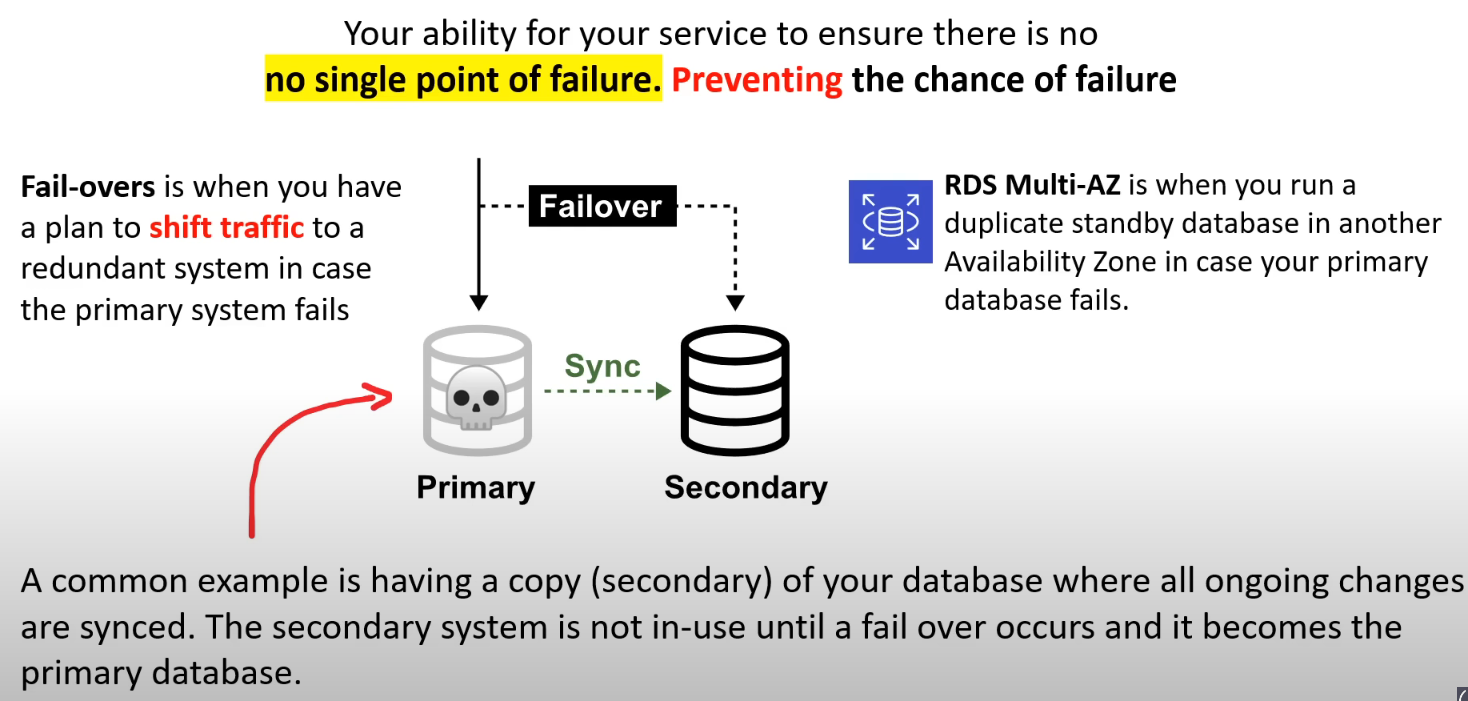 Your ability for your service to ensure there is no
no single point of failure. Preventing the chance of failure
Fail-overs is when you have
a plan to shift traffic to a
redundant system in case
the primary system fails
Failover
RDS Multi-AZ is when you run a
duplicate standby database in another
Availability Zone in case your primary
database fails.
Sync
Primary
Secondary
A common example is having a copy (secondary) of your database where all ongoing changes
are synced. The secondary system is not in-use until a fail over occurs and it becomes the
primary database.